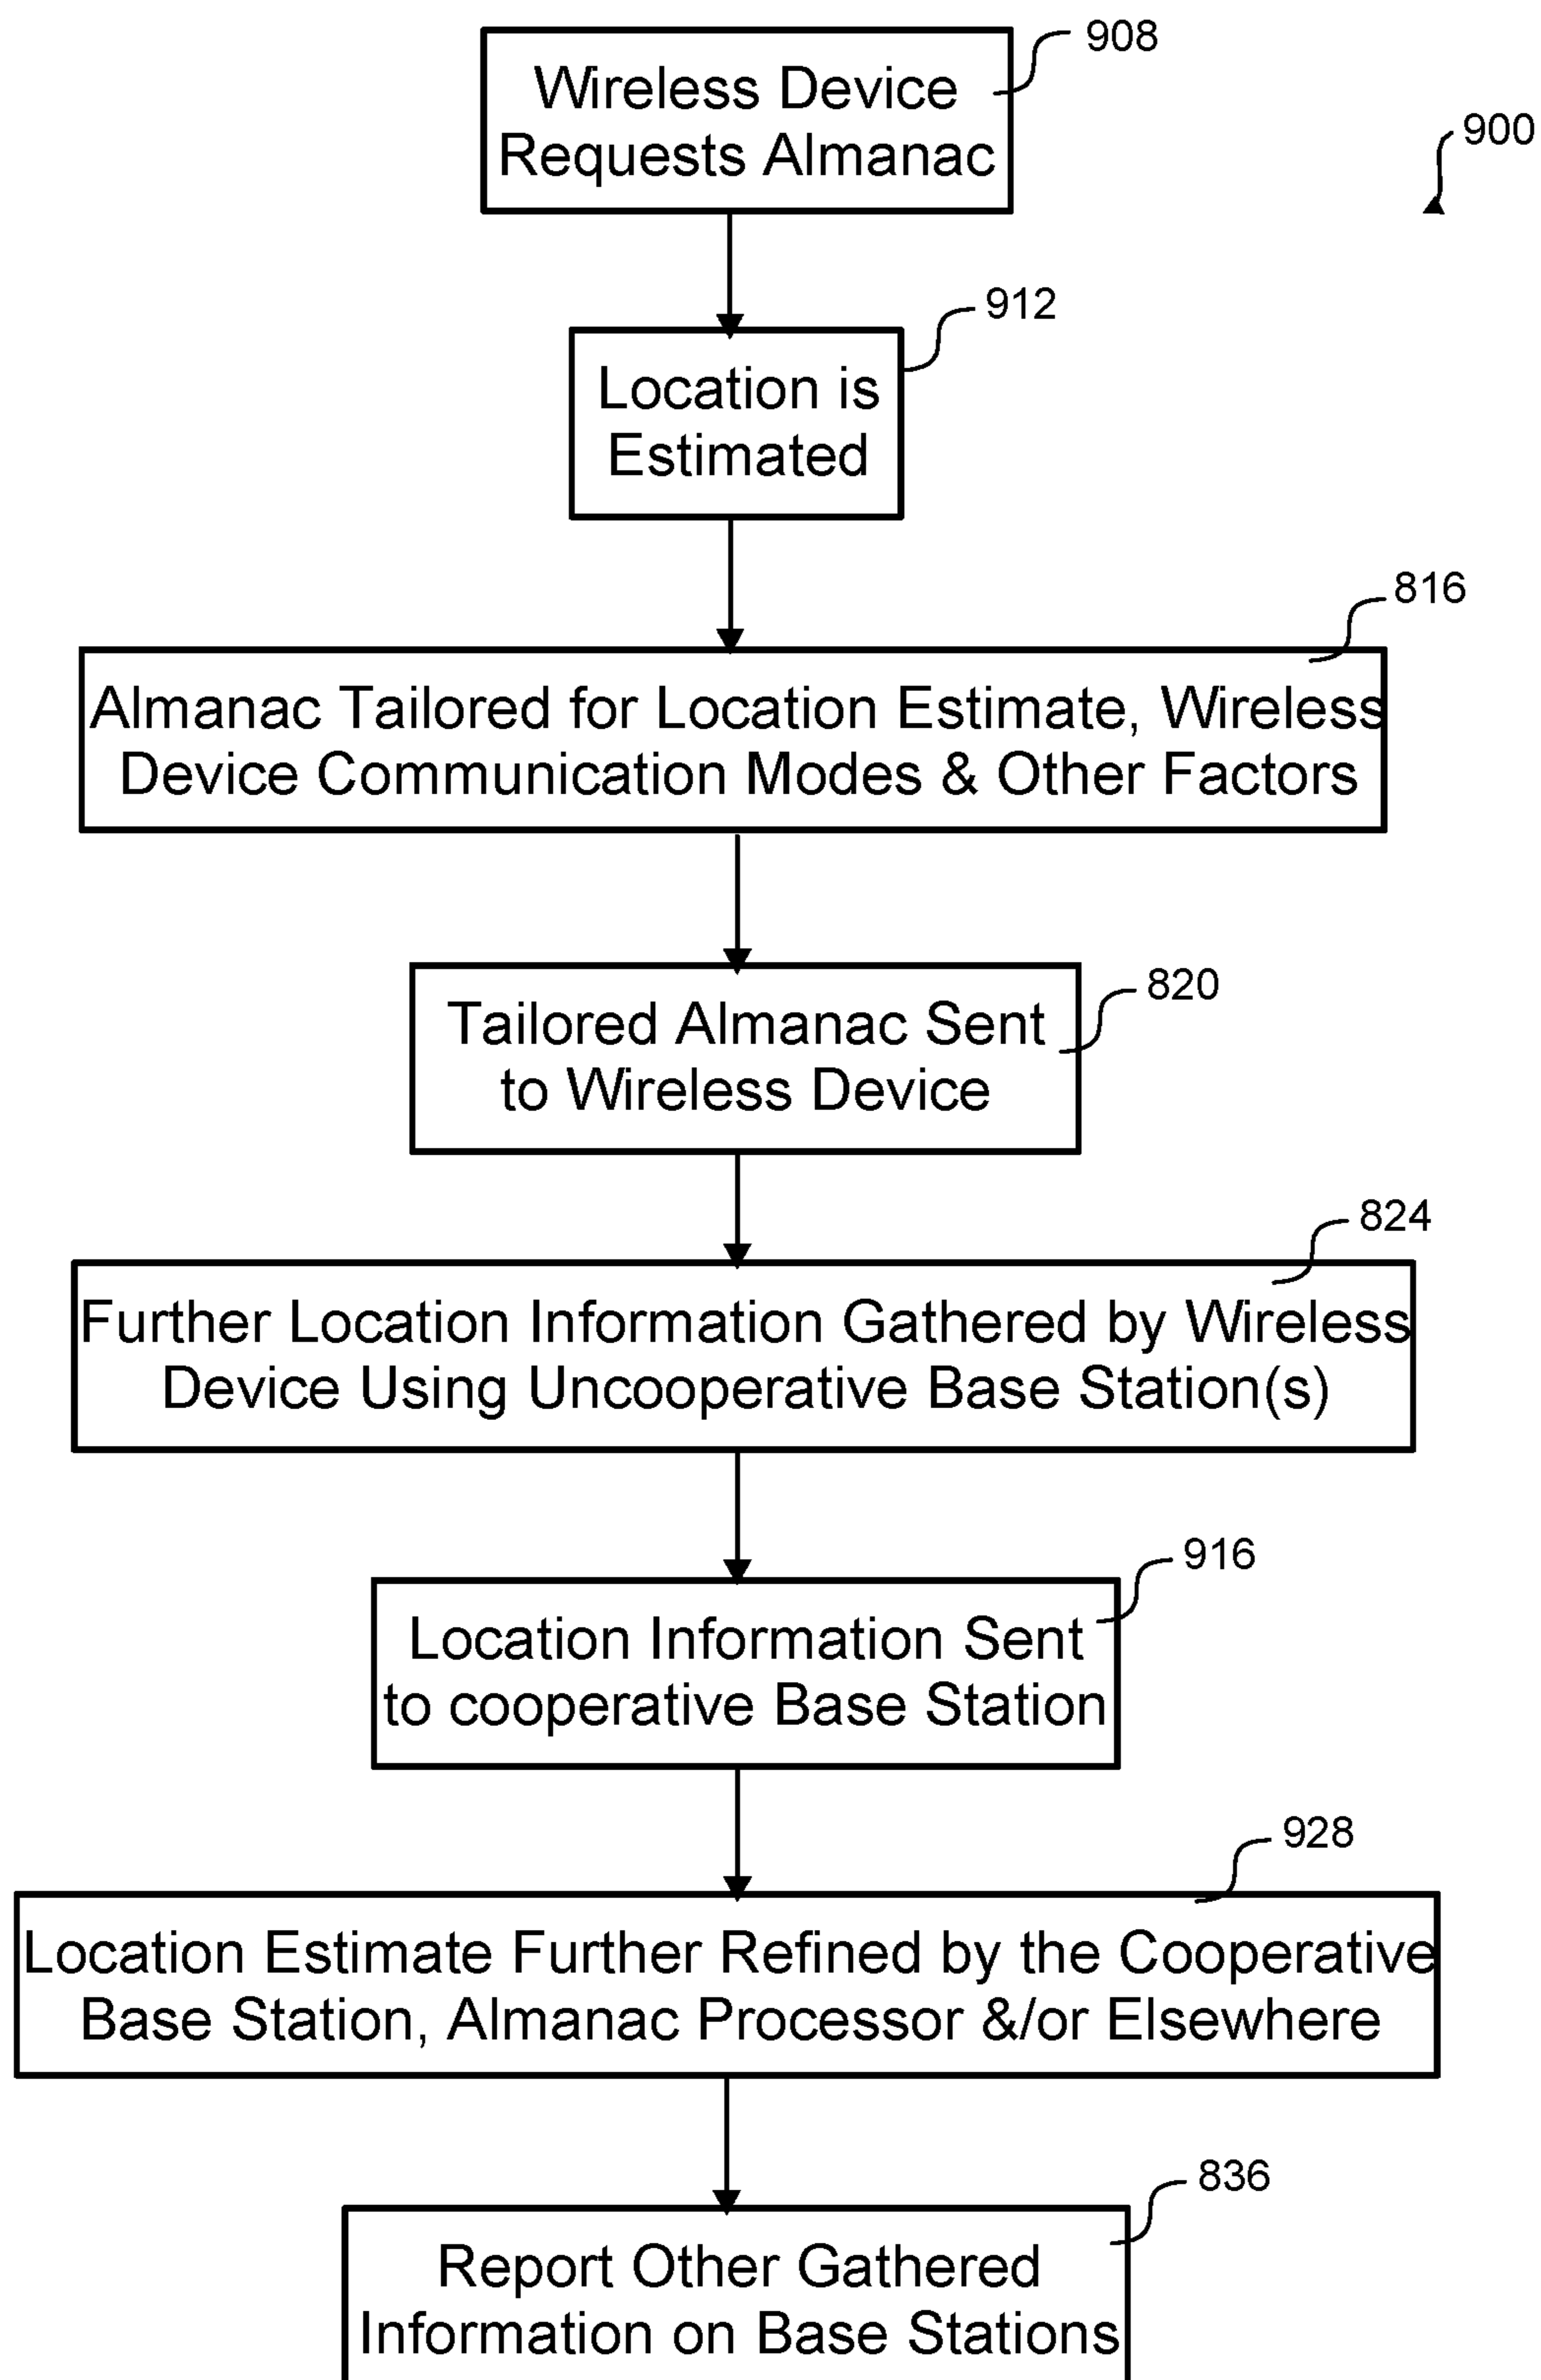 908
Wireless Device
Requests Almanac
900
912
Location is
Estimated
816
Almanac Tailored for Location Estimate, Wireless
Device Communication Modes & Other Factors
820
Tailored Almanac Sent
to Wireless Device
824
Further Location Information Gathered by Wireless
Device Using Uncooperative Base Station(s)
916
Location Information Sent
to cooperative Base Station
928
Location Estimate Further Refined by the Cooperative
Base Station, Almanac Processor &/or Elsewhere
836
Report Other Gathered
Information on Base Stations